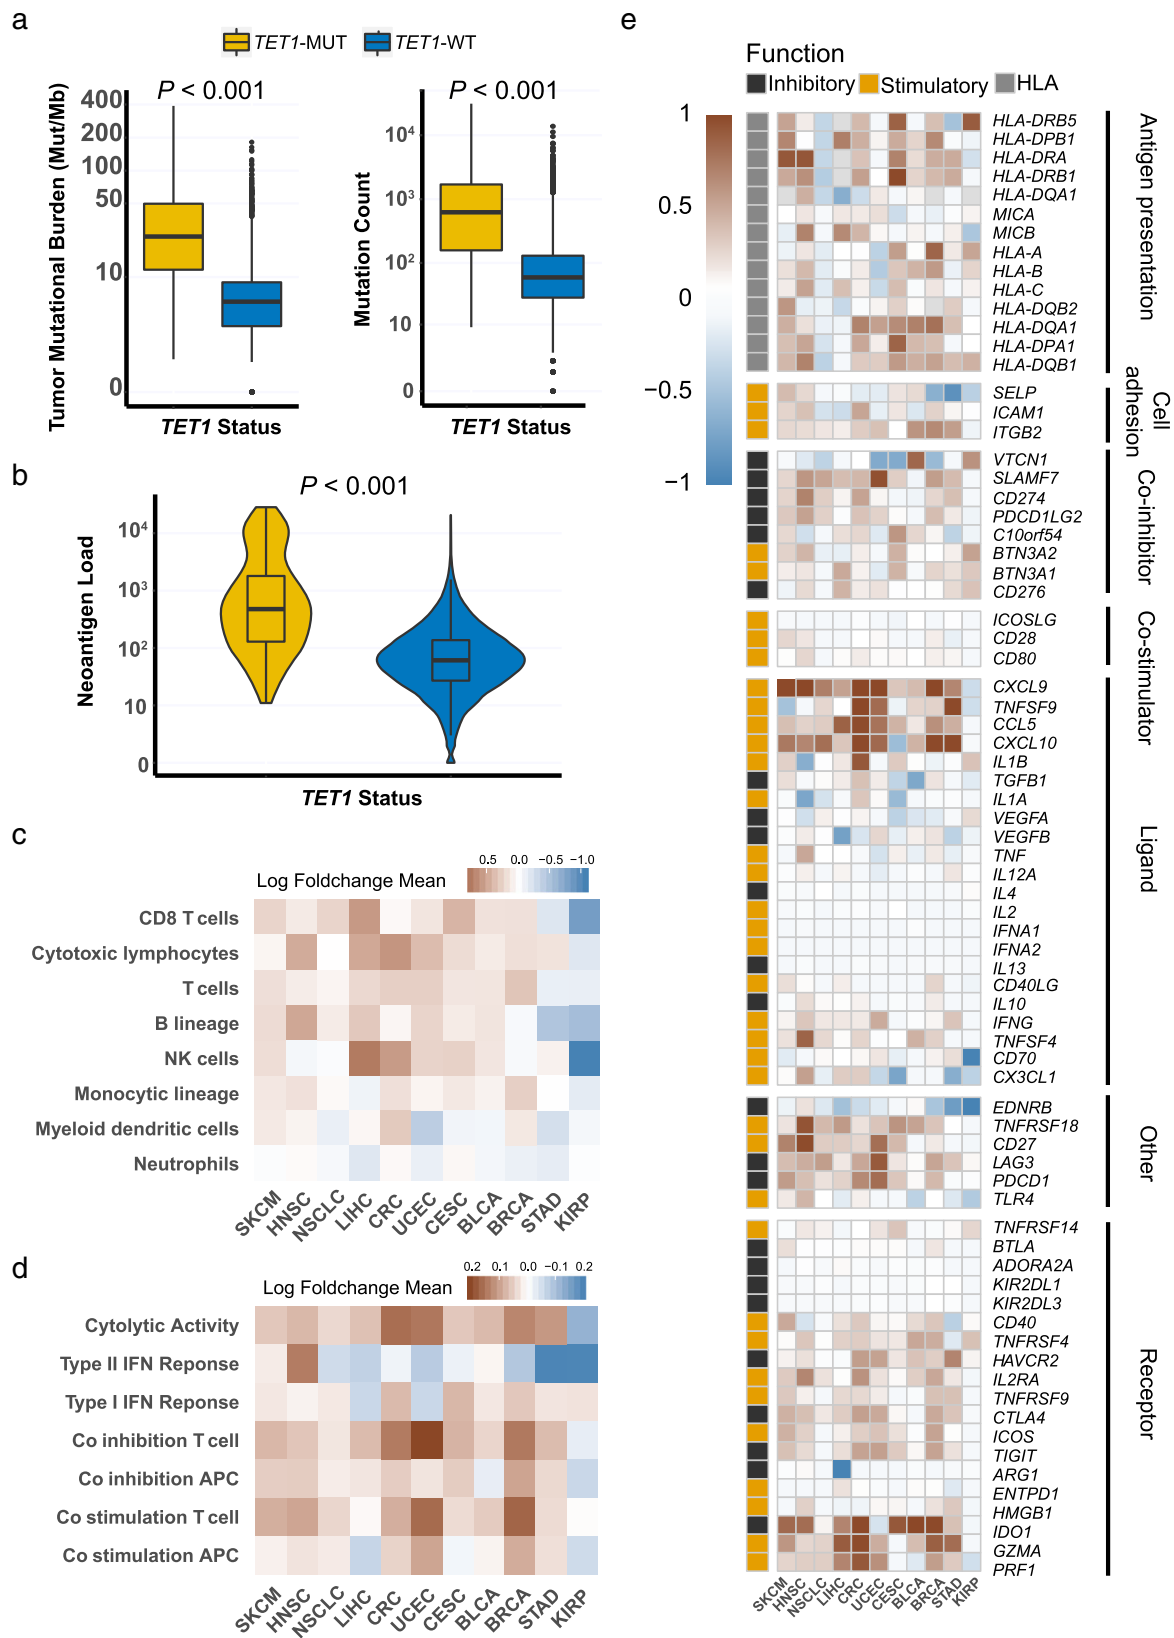 a
TET1-MUT TET1-WT
P < 0.001
Tumor Mutational Burden (Mut/Mb)
400
200
100
50
10
0
TET1 Status
P < 0.001
Mutation Count
10⁴
10³
10²
10
0
TET1 Status
b
P < 0.001
Neoantigen Load
10⁴
10³
10²
10
0
TET1 Status
c
Log Foldchange Mean
0.5 0.0 −0.5 −1.0
CD8 T cells
Cytotoxic lymphocytes
T cells
B lineage
NK cells
Monocytic lineage
Myeloid dendritic cells
Neutrophils
SKCM HNSC NSCLC LIHC CRC UCEC CESC BLCA BRCA STAD KIRP
d
Log Foldchange Mean
0.2 0.1 0.0 −0.1 0.2
Cytolytic Activity
Type II IFN Reponse
Type I IFN Reponse
Co inhibition T cell
Co inhibition APC
Co stimulation T cell
Co stimulation APC
SKCM HNSC NSCLC LIHC CRC UCEC CESC BLCA BRCA STAD KIRP
e
Function
Inhibitory Stimulatory HLA
1
0.5
0
−0.5
−1
Antigen presentation
HLA-DRB5
HLA-DPB1
HLA-DRA
HLA-DRB1
HLA-DQA1
MICA
MICB
HLA-A
HLA-B
HLA-C
HLA-DQB2
HLA-DQA1
HLA-DPA1
HLA-DQB1
Cell
adhesion
SELP
ICAM1
ITGB2
Co-inhibitor
VTCN1
SLAMF7
CD274
PDCD1LG2
C10orf54
BTN3A2
BTN3A1
CD276
Co-stimulator
ICOSLG
CD28
CD80
Ligand
CXCL9
TNFSF9
CCL5
CXCL10
IL1B
TGFB1
IL1A
VEGFA
VEGFB
TNF
IL12A
IL4
IL2
IFNA1
IFNA2
IL13
CD40LG
IL10
IFNG
TNFSF4
CD70
CX3CL1
Other
EDNRB
TNFRSF18
CD27
LAG3
PDCD1
TLR4
Receptor
TNFRSF14
BTLA
ADORA2A
KIR2DL1
KIR2DL3
CD40
TNFRSF4
HAVCR2
IL2RA
TNFRSF9
CTLA4
ICOS
TIGIT
ARG1
ENTPD1
HMGB1
IDO1
GZMA
PRF1
SKCM HNSC NSCLC LIHC CRC UCEC CESC BLCA BRCA STAD KIRP